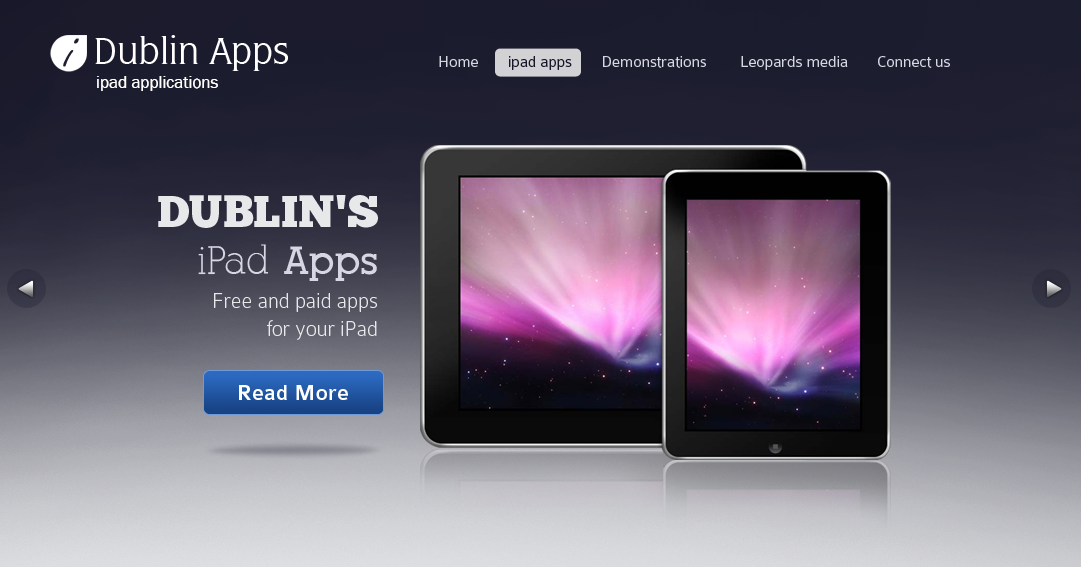 Dublin Apps
ipad applications
Home ipad apps Demonstrations Leopards media Connect us
DUBLIN'S
iPad Apps
Free and paid apps
for your iPad
Read More